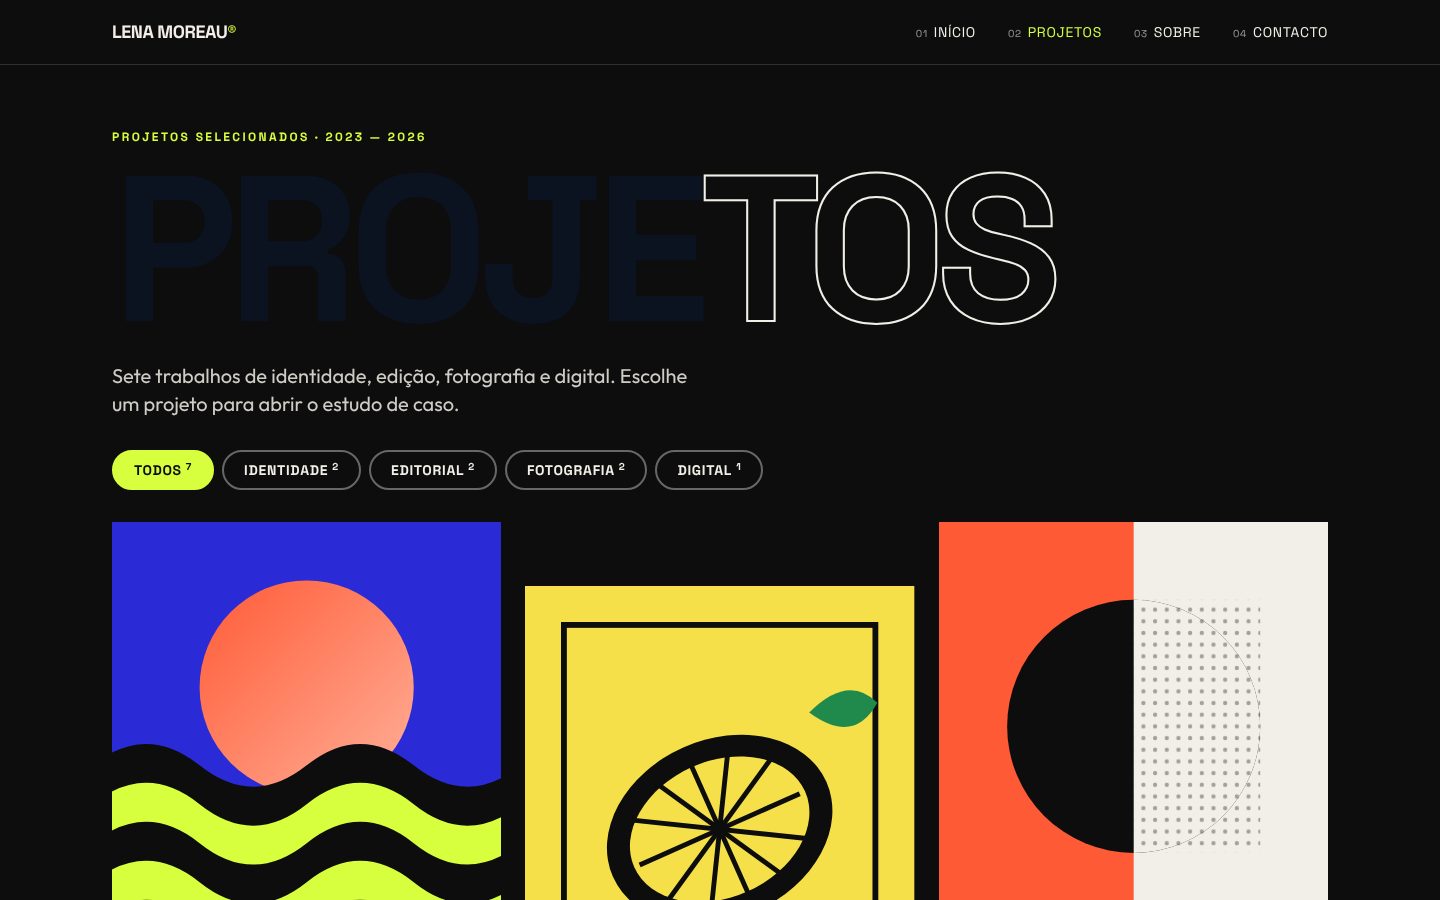 LENA MOREAU®
01 INÍCIO
02 PROJETOS
03 SOBRE
04 CONTACTO
PROJETOS SELECIONADOS · 2023 — 2026
PROJETOS
Sete trabalhos de identidade, edição, fotografia e digital. Escolhe
um projeto para abrir o estudo de caso.
TODOS 7
IDENTIDADE 2
EDITORIAL 2
FOTOGRAFIA 2
DIGITAL 1